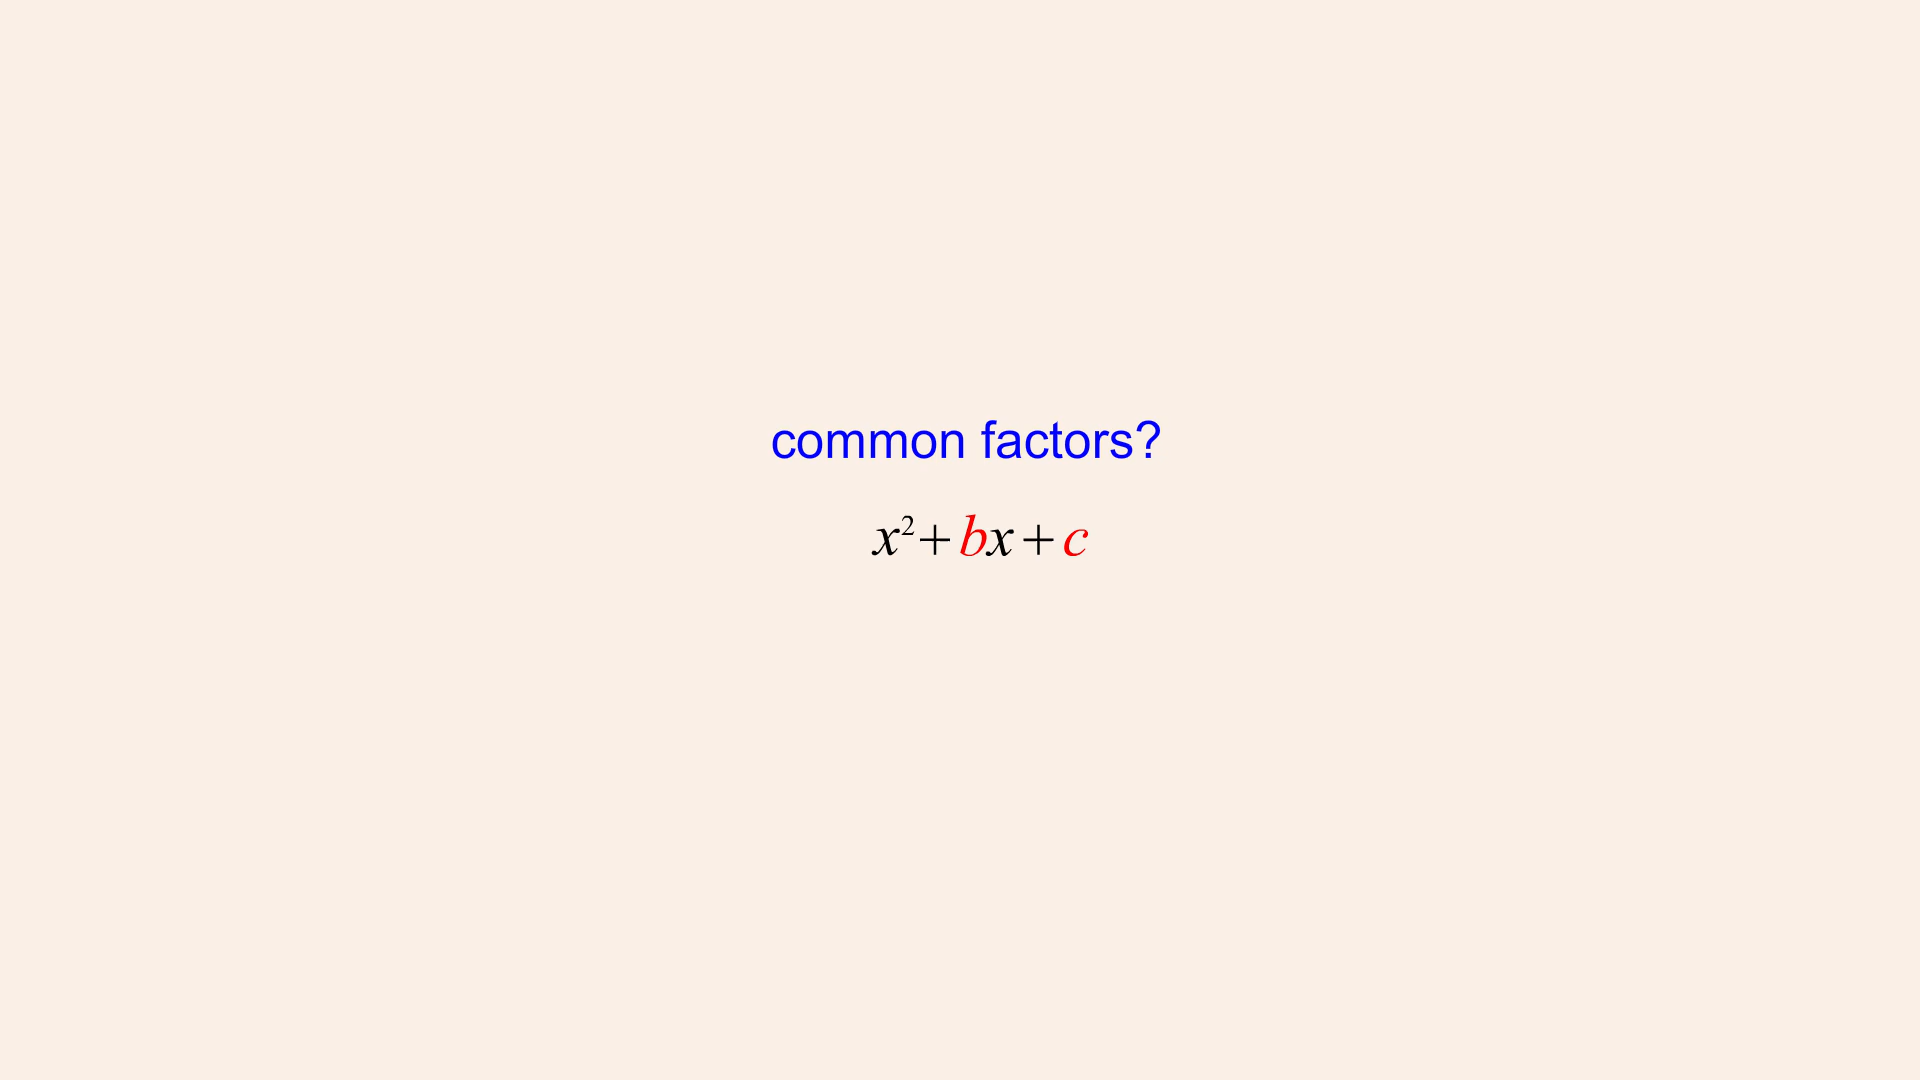 common factors?
x² + bx + c